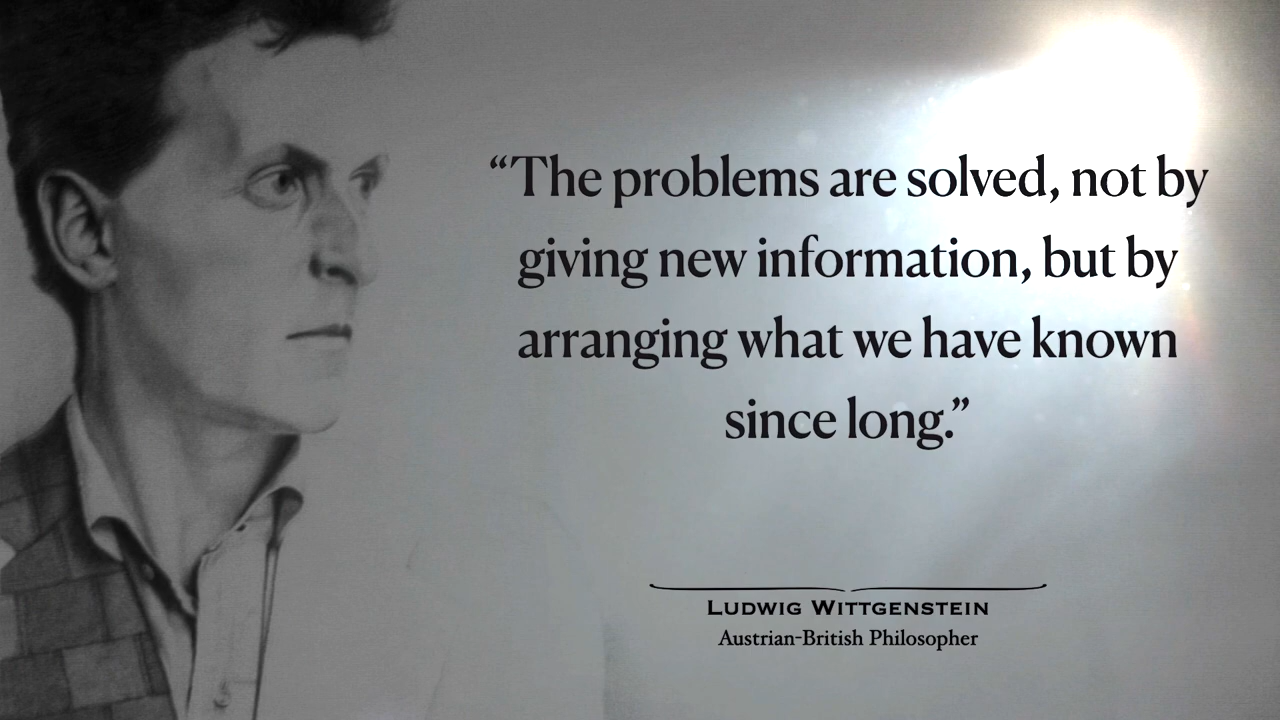 “The problems are solved, not by
giving new information, but by
arranging what we have known
since long.”
Ludwig Wittgenstein
Austrian-British Philosopher